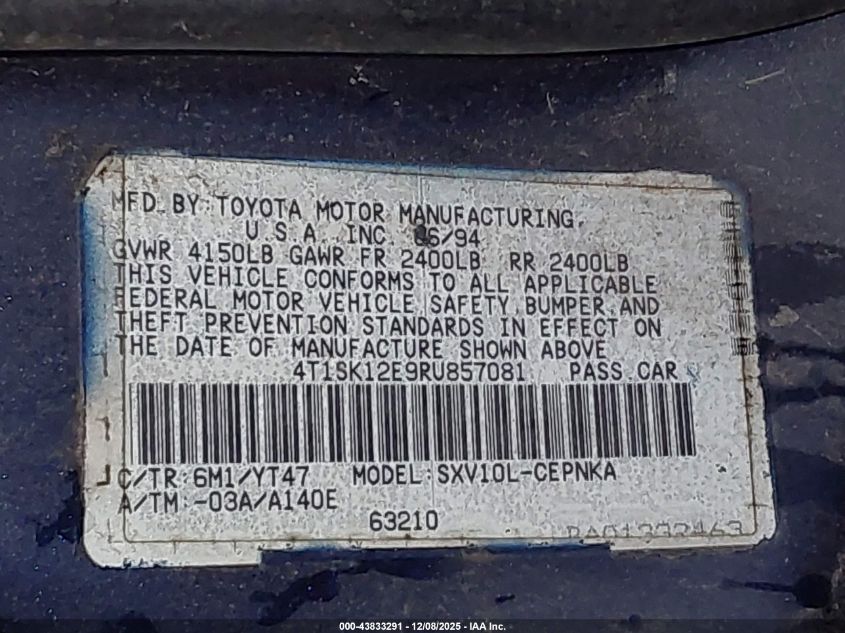 MFD. BY: TOYOTA MOTOR MANUFACTURING,
U.S.A., INC. 06/94
GVWR 4150LB GAWR FR 2400LB RR 2400LB
THIS VEHICLE CONFORMS TO ALL APPLICABLE
FEDERAL MOTOR VEHICLE SAFETY, BUMPER, AND
THEFT PREVENTION STANDARDS IN EFFECT ON
THE DATE OF MANUFACTURE SHOWN ABOVE
4T1SK12E9RU857081 PASS.CAR
C/TR:6M1/YT47 MODEL:SXV10L-CEPNKA
A/TM:-03A/A140E
63210
000-43833291 - 12/08/2025 - IAA Inc.